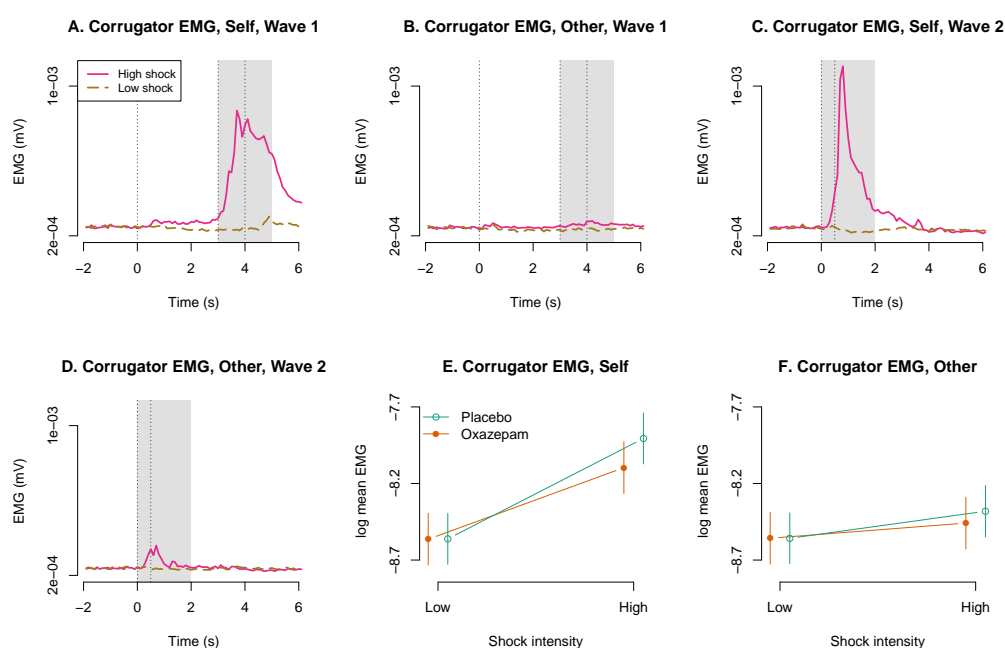 A. Corrugator EMG, Self, Wave 1
High shock
Low shock
EMG (mV)
1e−03
2e−04
−2 0 2 4 6
Time (s)
B. Corrugator EMG, Other, Wave 1
EMG (mV)
1e−03
2e−04
−2 0 2 4 6
Time (s)
C. Corrugator EMG, Self, Wave 2
EMG (mV)
1e−03
2e−04
−2 0 2 4 6
Time (s)
D. Corrugator EMG, Other, Wave 2
EMG (mV)
1e−03
2e−04
−2 0 2 4 6
Time (s)
E. Corrugator EMG, Self
Placebo
Oxazepam
log mean EMG
−7.7
−8.2
−8.7
Low High
Shock intensity
F. Corrugator EMG, Other
log mean EMG
−7.7
−8.2
−8.7
Low High
Shock intensity